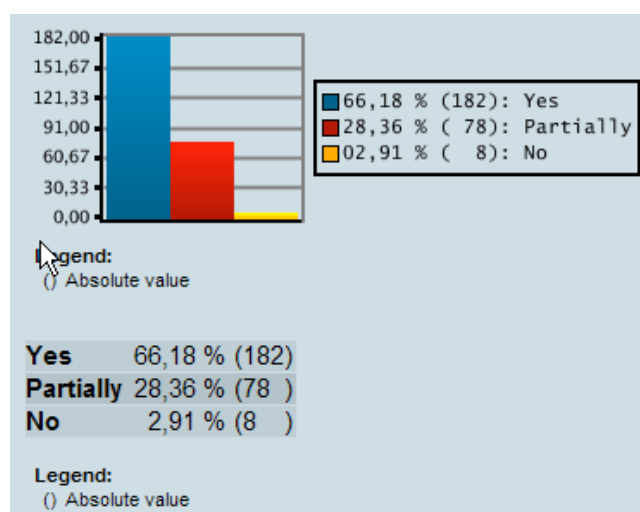 182,00
151,67
121,33
91,00
60,67
30,33
0,00
66,18 % (182): Yes
28,36 % ( 78): Partially
02,91 % (  8): No
Legend:
() Absolute value
Yes 66,18 % (182)
Partially 28,36 % (78 )
No 2,91 % (8 )
Legend:
() Absolute value